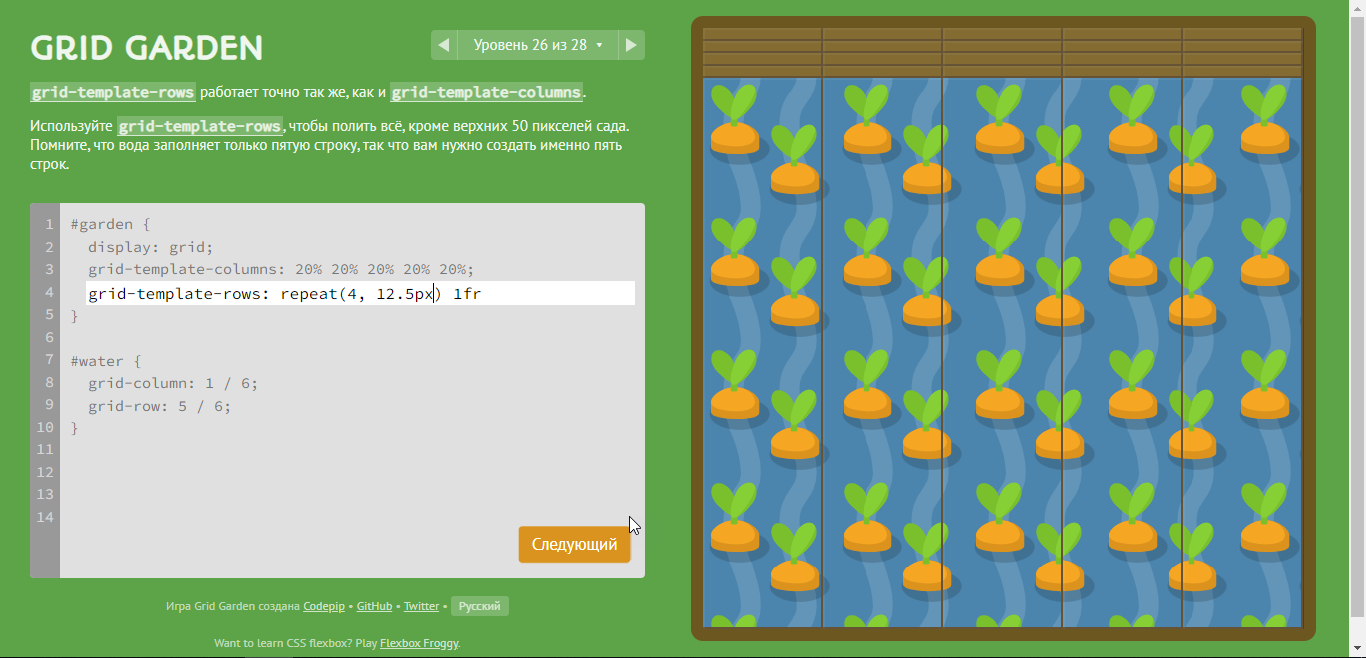 GRID GARDEN
◀ Уровень 26 из 28 ▾ ▶
grid-template-rows работает точно так же, как и grid-template-columns.
Используйте grid-template-rows, чтобы полить всё, кроме верхних 50 пикселей сада.
Помните, что вода заполняет только пятую строку, так что вам нужно создать именно пять
строк.
1 #garden {
2 display: grid;
3 grid-template-columns: 20% 20% 20% 20% 20%;
4 grid-template-rows: repeat(4, 12.5px) 1fr
5 }
6
7 #water {
8 grid-column: 1 / 6;
9 grid-row: 5 / 6;
10 }
11
12
13
14
Следующий
Игра Grid Garden создана Codepip • GitHub • Twitter • Русский
Want to learn CSS flexbox? Play Flexbox Froggy.